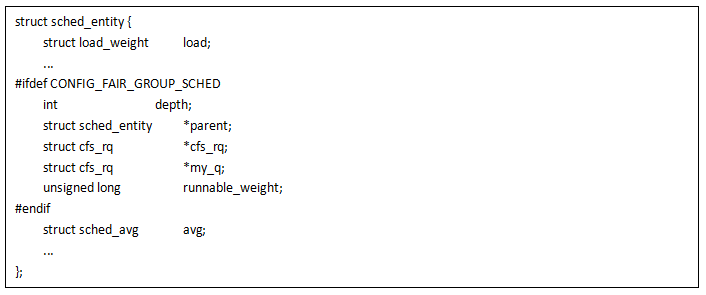 struct sched_entity {
struct load_weight load;
...
#ifdef CONFIG_FAIR_GROUP_SCHED
int depth;
struct sched_entity *parent;
struct cfs_rq *cfs_rq;
struct cfs_rq *my_q;
unsigned long runnable_weight;
#endif
struct sched_avg avg;
...
};